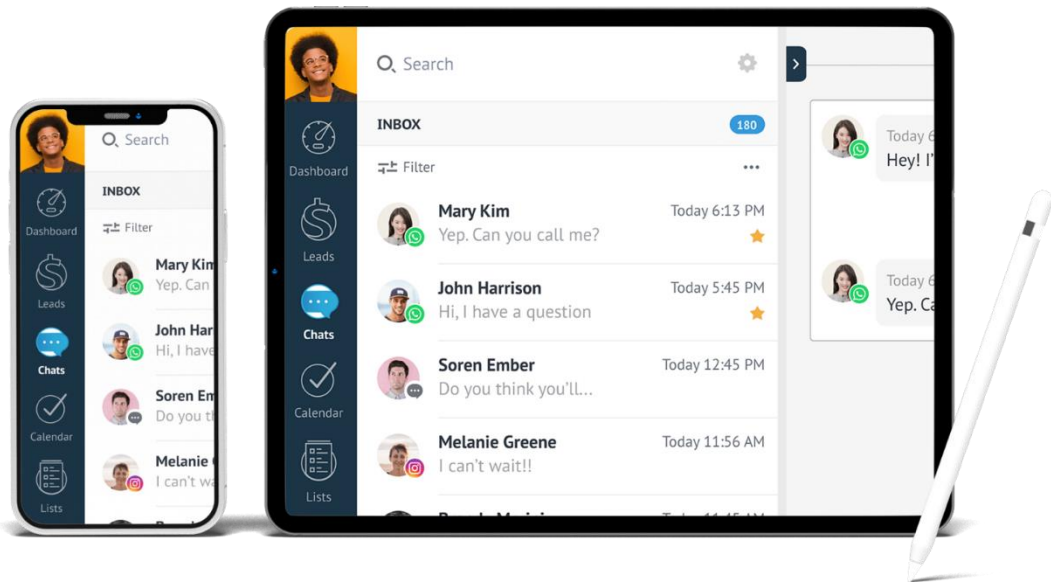 Search
INBOX
Filter
Dashboard
Leads
Chats
Calendar
Lists
Mary Kim
Yep. Can
John Har
Hi, I have
Soren Em
Do you t
Melanie
I can't wa
Search
INBOX 180
Filter
Dashboard
Leads
Chats
Calendar
Lists
Mary Kim Today 6:13 PM
Yep. Can you call me?
John Harrison Today 5:45 PM
Hi, I have a question
Soren Ember Today 12:45 PM
Do you think you'll...
Melanie Greene Today 11:56 AM
I can't wait!!
Today 6
Hey! I'
Today 6
Yep. Ca